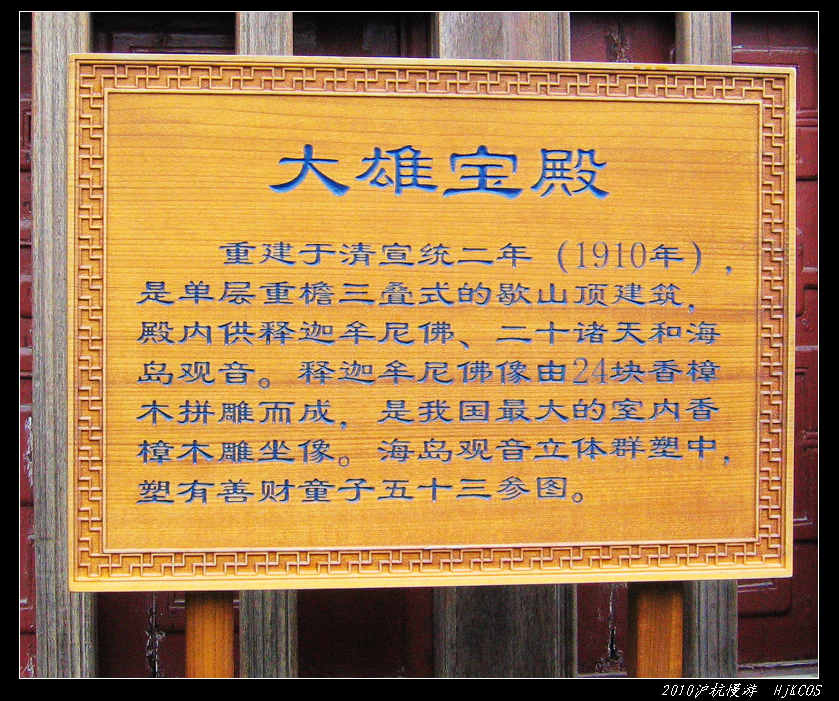 大雄宝殿
重建于清宣统二年（1910年），
是单层重檐三叠式的歇山顶建筑，
殿内供释迦牟尼佛、二十诸天和海
岛观音。释迦牟尼佛像由24块香樟
木拼雕而成，是我国最大的室内香
樟木雕坐像。海岛观音立体群塑中，
塑有善财童子五十三参图。
2010沪杭慢游 HjKCOS